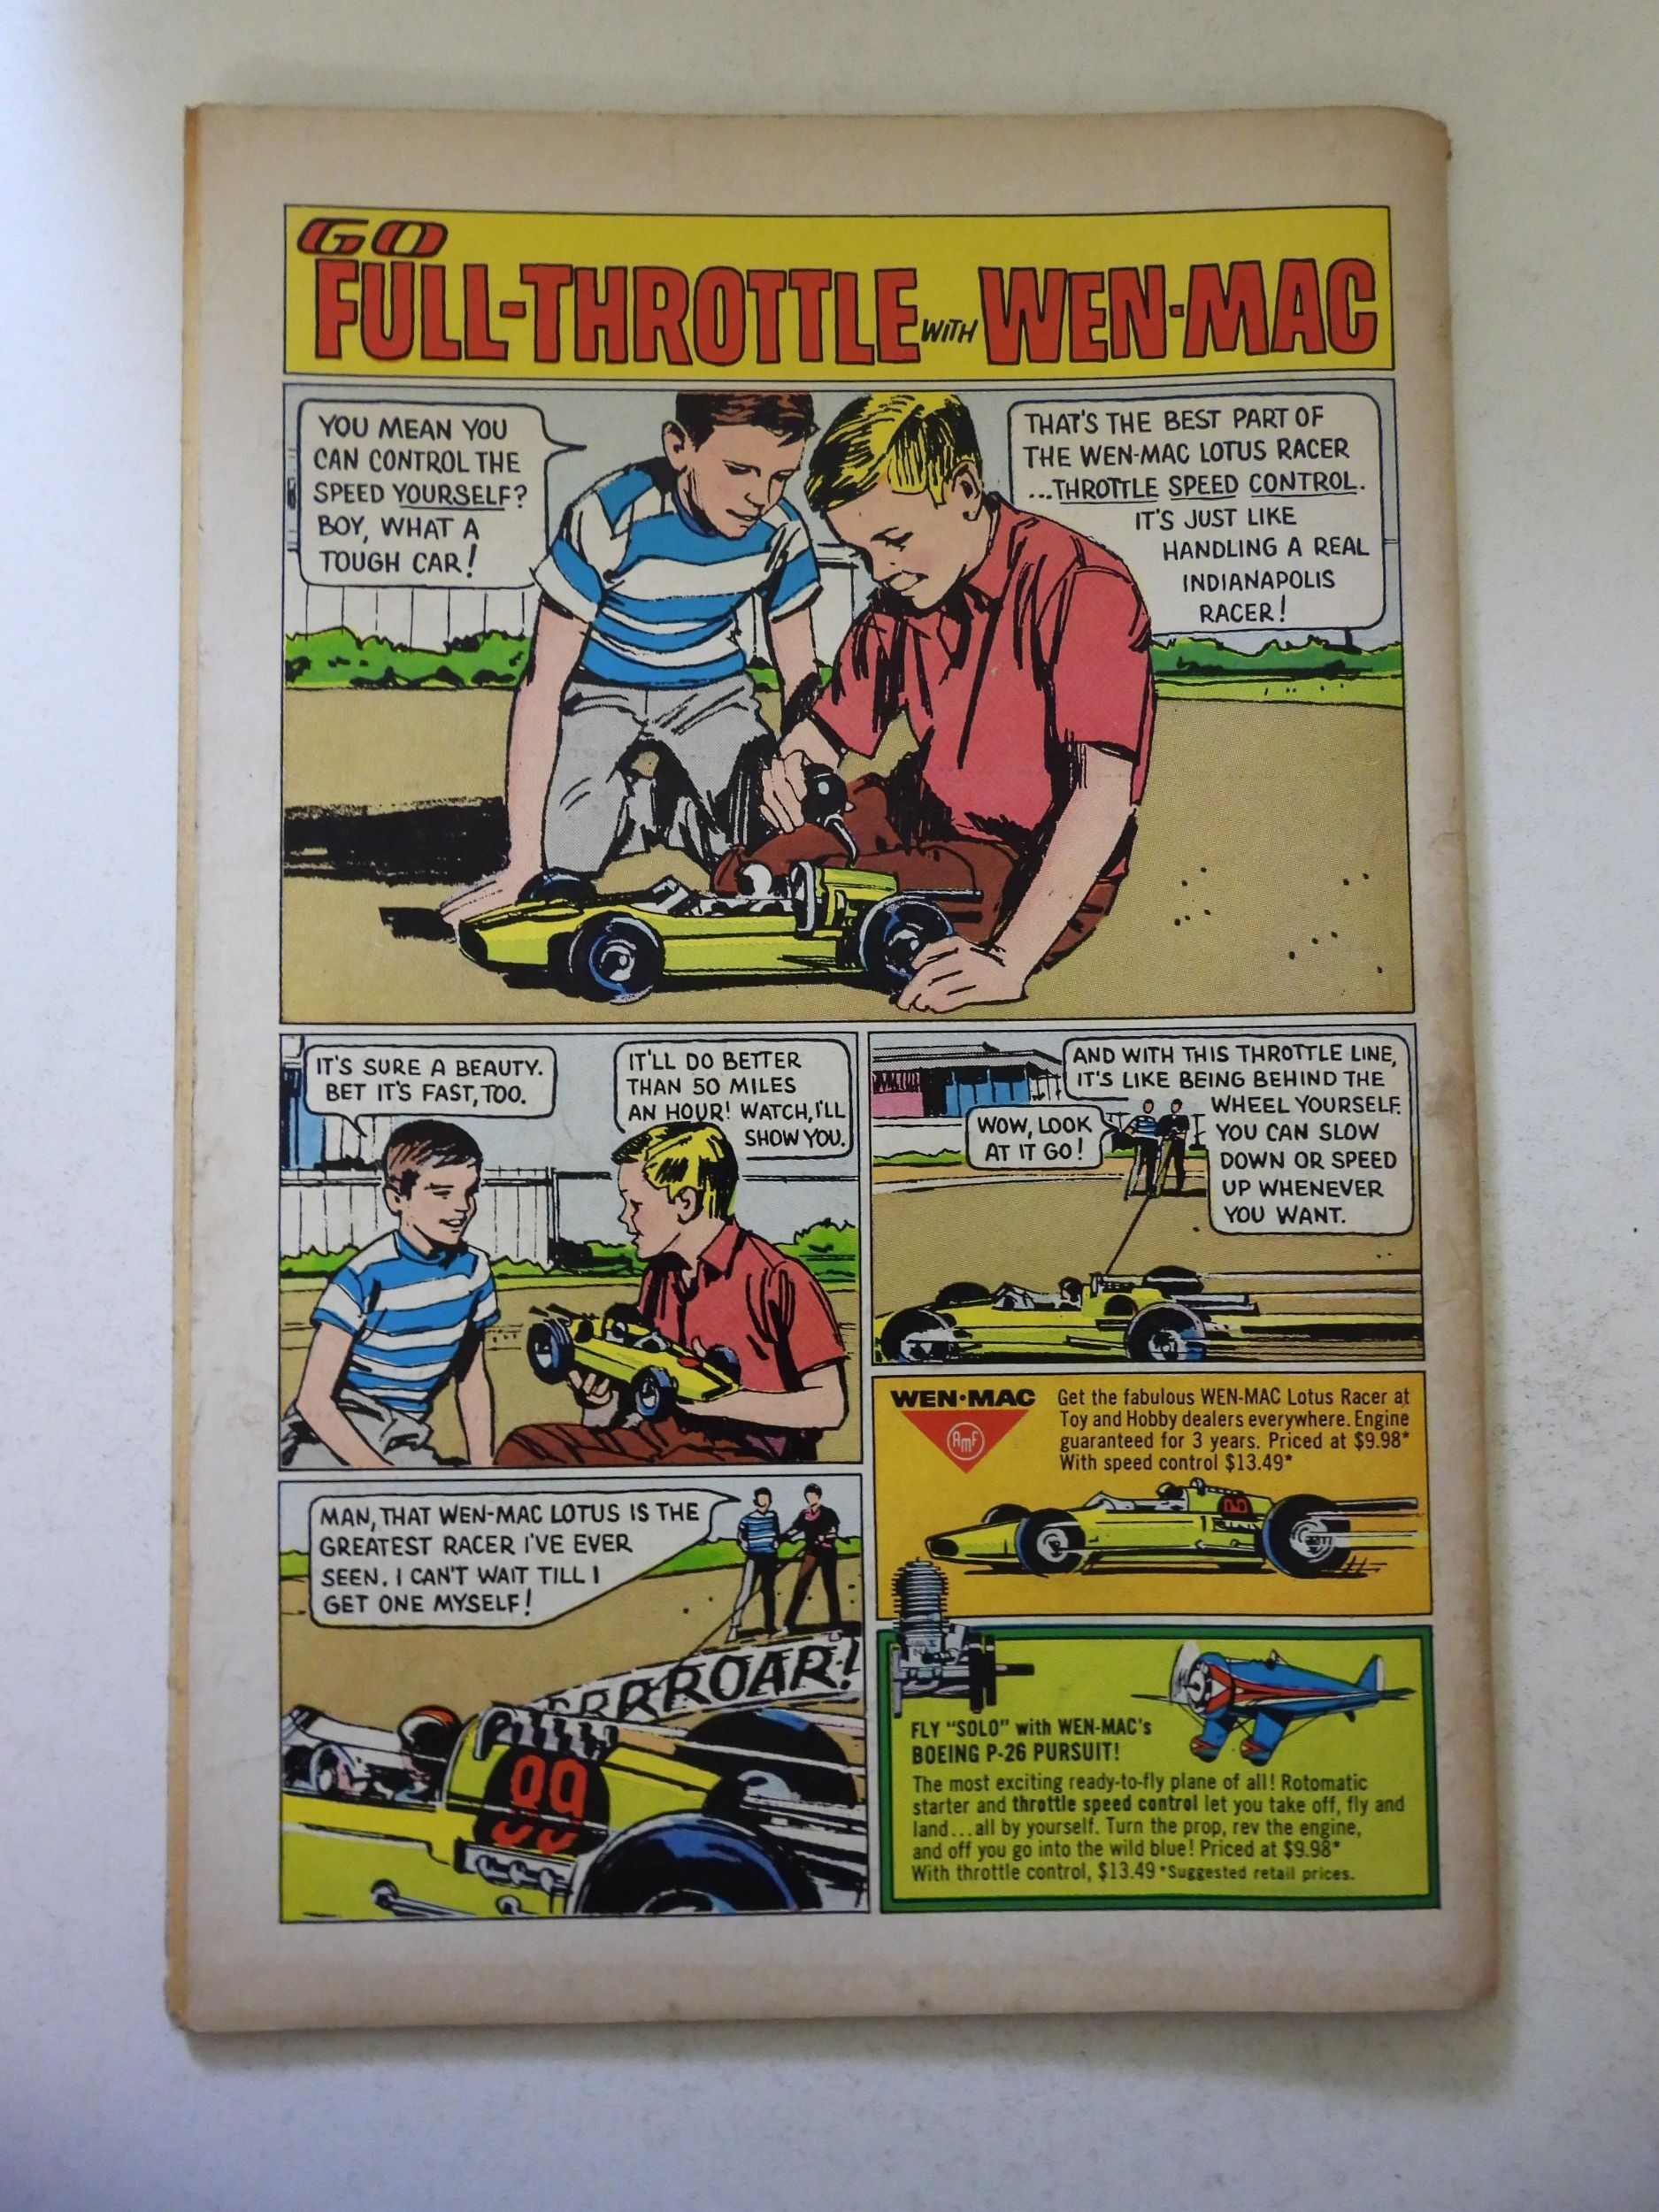 GO
FULL-THROTTLE WITH WEN-MAC
YOU MEAN YOU
CAN CONTROL THE
SPEED YOURSELF?
BOY, WHAT A
TOUGH CAR!
THAT'S THE BEST PART OF
THE WEN-MAC LOTUS RACER
...THROTTLE SPEED CONTROL.
IT'S JUST LIKE
HANDLING A REAL
INDIANAPOLIS
RACER!
IT'S SURE A BEAUTY.
BET IT'S FAST, TOO.
IT'LL DO BETTER
THAN 50 MILES
AN HOUR! WATCH, I'LL
SHOW YOU.
WOW, LOOK
AT IT GO!
AND WITH THIS THROTTLE LINE,
IT'S LIKE BEING BEHIND THE
WHEEL YOURSELF.
YOU CAN SLOW
DOWN OR SPEED
UP WHENEVER
YOU WANT.
MAN, THAT WEN-MAC LOTUS IS THE
GREATEST RACER I'VE EVER
SEEN. I CAN'T WAIT TILL I
GET ONE MYSELF!
RRRROAR!
99
WEN·MAC
AMF
Get the fabulous WEN-MAC Lotus Racer at
Toy and Hobby dealers everywhere. Engine
guaranteed for 3 years. Priced at $9.98*
With speed control $13.49*
FLY "SOLO" with WEN-MAC's
BOEING P-26 PURSUIT!
The most exciting ready-to-fly plane of all! Rotomatic
starter and throttle speed control let you take off, fly and
land...all by yourself. Turn the prop, rev the engine,
and off you go into the wild blue! Priced at $9.98*
With throttle control, $13.49 *Suggested retail prices.